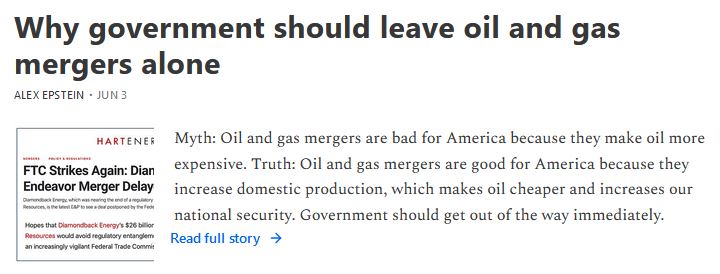 Why government should leave oil and gas
mergers alone
ALEX EPSTEIN • JUN 3
HARTENER
MERGERS POLICY & REGULATIONS
FTC Strikes Again: Dian
Endeavor Merger Delay
Diamondback Energy, which was nearing the end of a regulatory
Resources, is the latest E&P to see a deal postponed by the Feder
Hopes that Diamondback Energy's $26 billion
Resources would avoid regulatory entanglem
an increasingly vigilant Federal Trade Commis
Myth: Oil and gas mergers are bad for America because they make oil more
expensive. Truth: Oil and gas mergers are good for America because they
increase domestic production, which makes oil cheaper and increases our
national security. Government should get out of the way immediately.
Read full story →